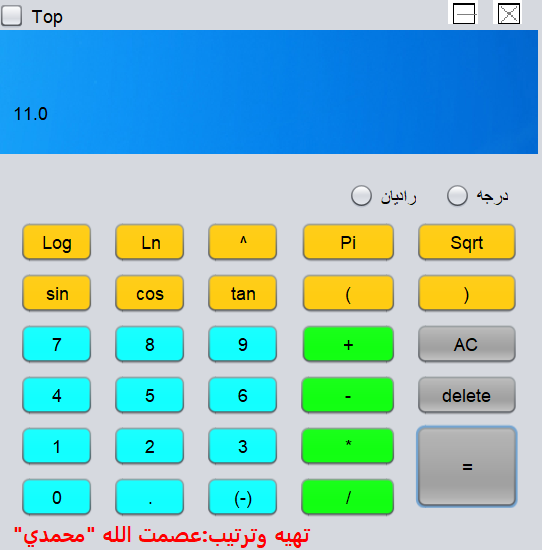 Top
11.0
رادیان درجه
Log Ln ^ Pi Sqrt
sin cos tan ( )
7 8 9 + AC
4 5 6 - delete
1 2 3 * =
0 . (-) /
تهیه وترتیب:عصمت الله "محمدي"